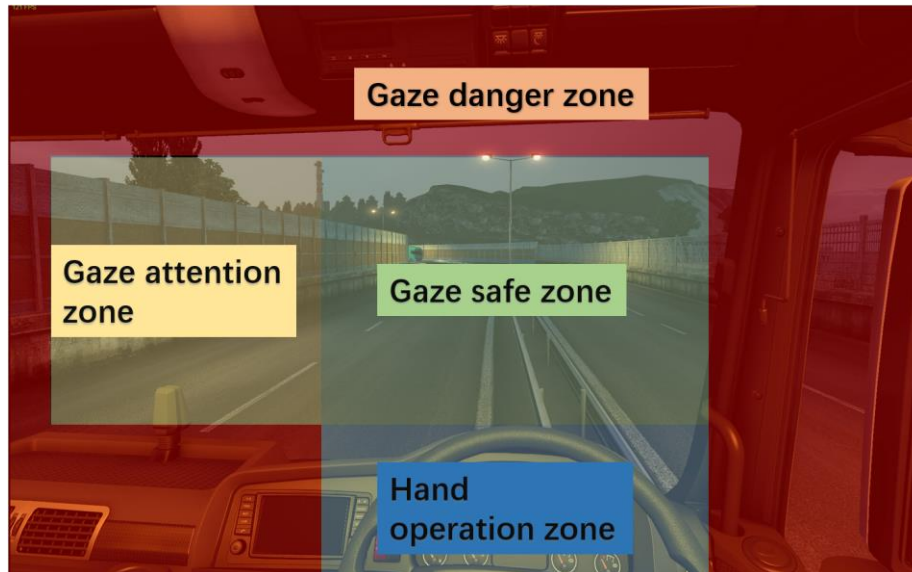 Gaze danger zone
Gaze attention
zone
Gaze safe zone
Hand
operation zone